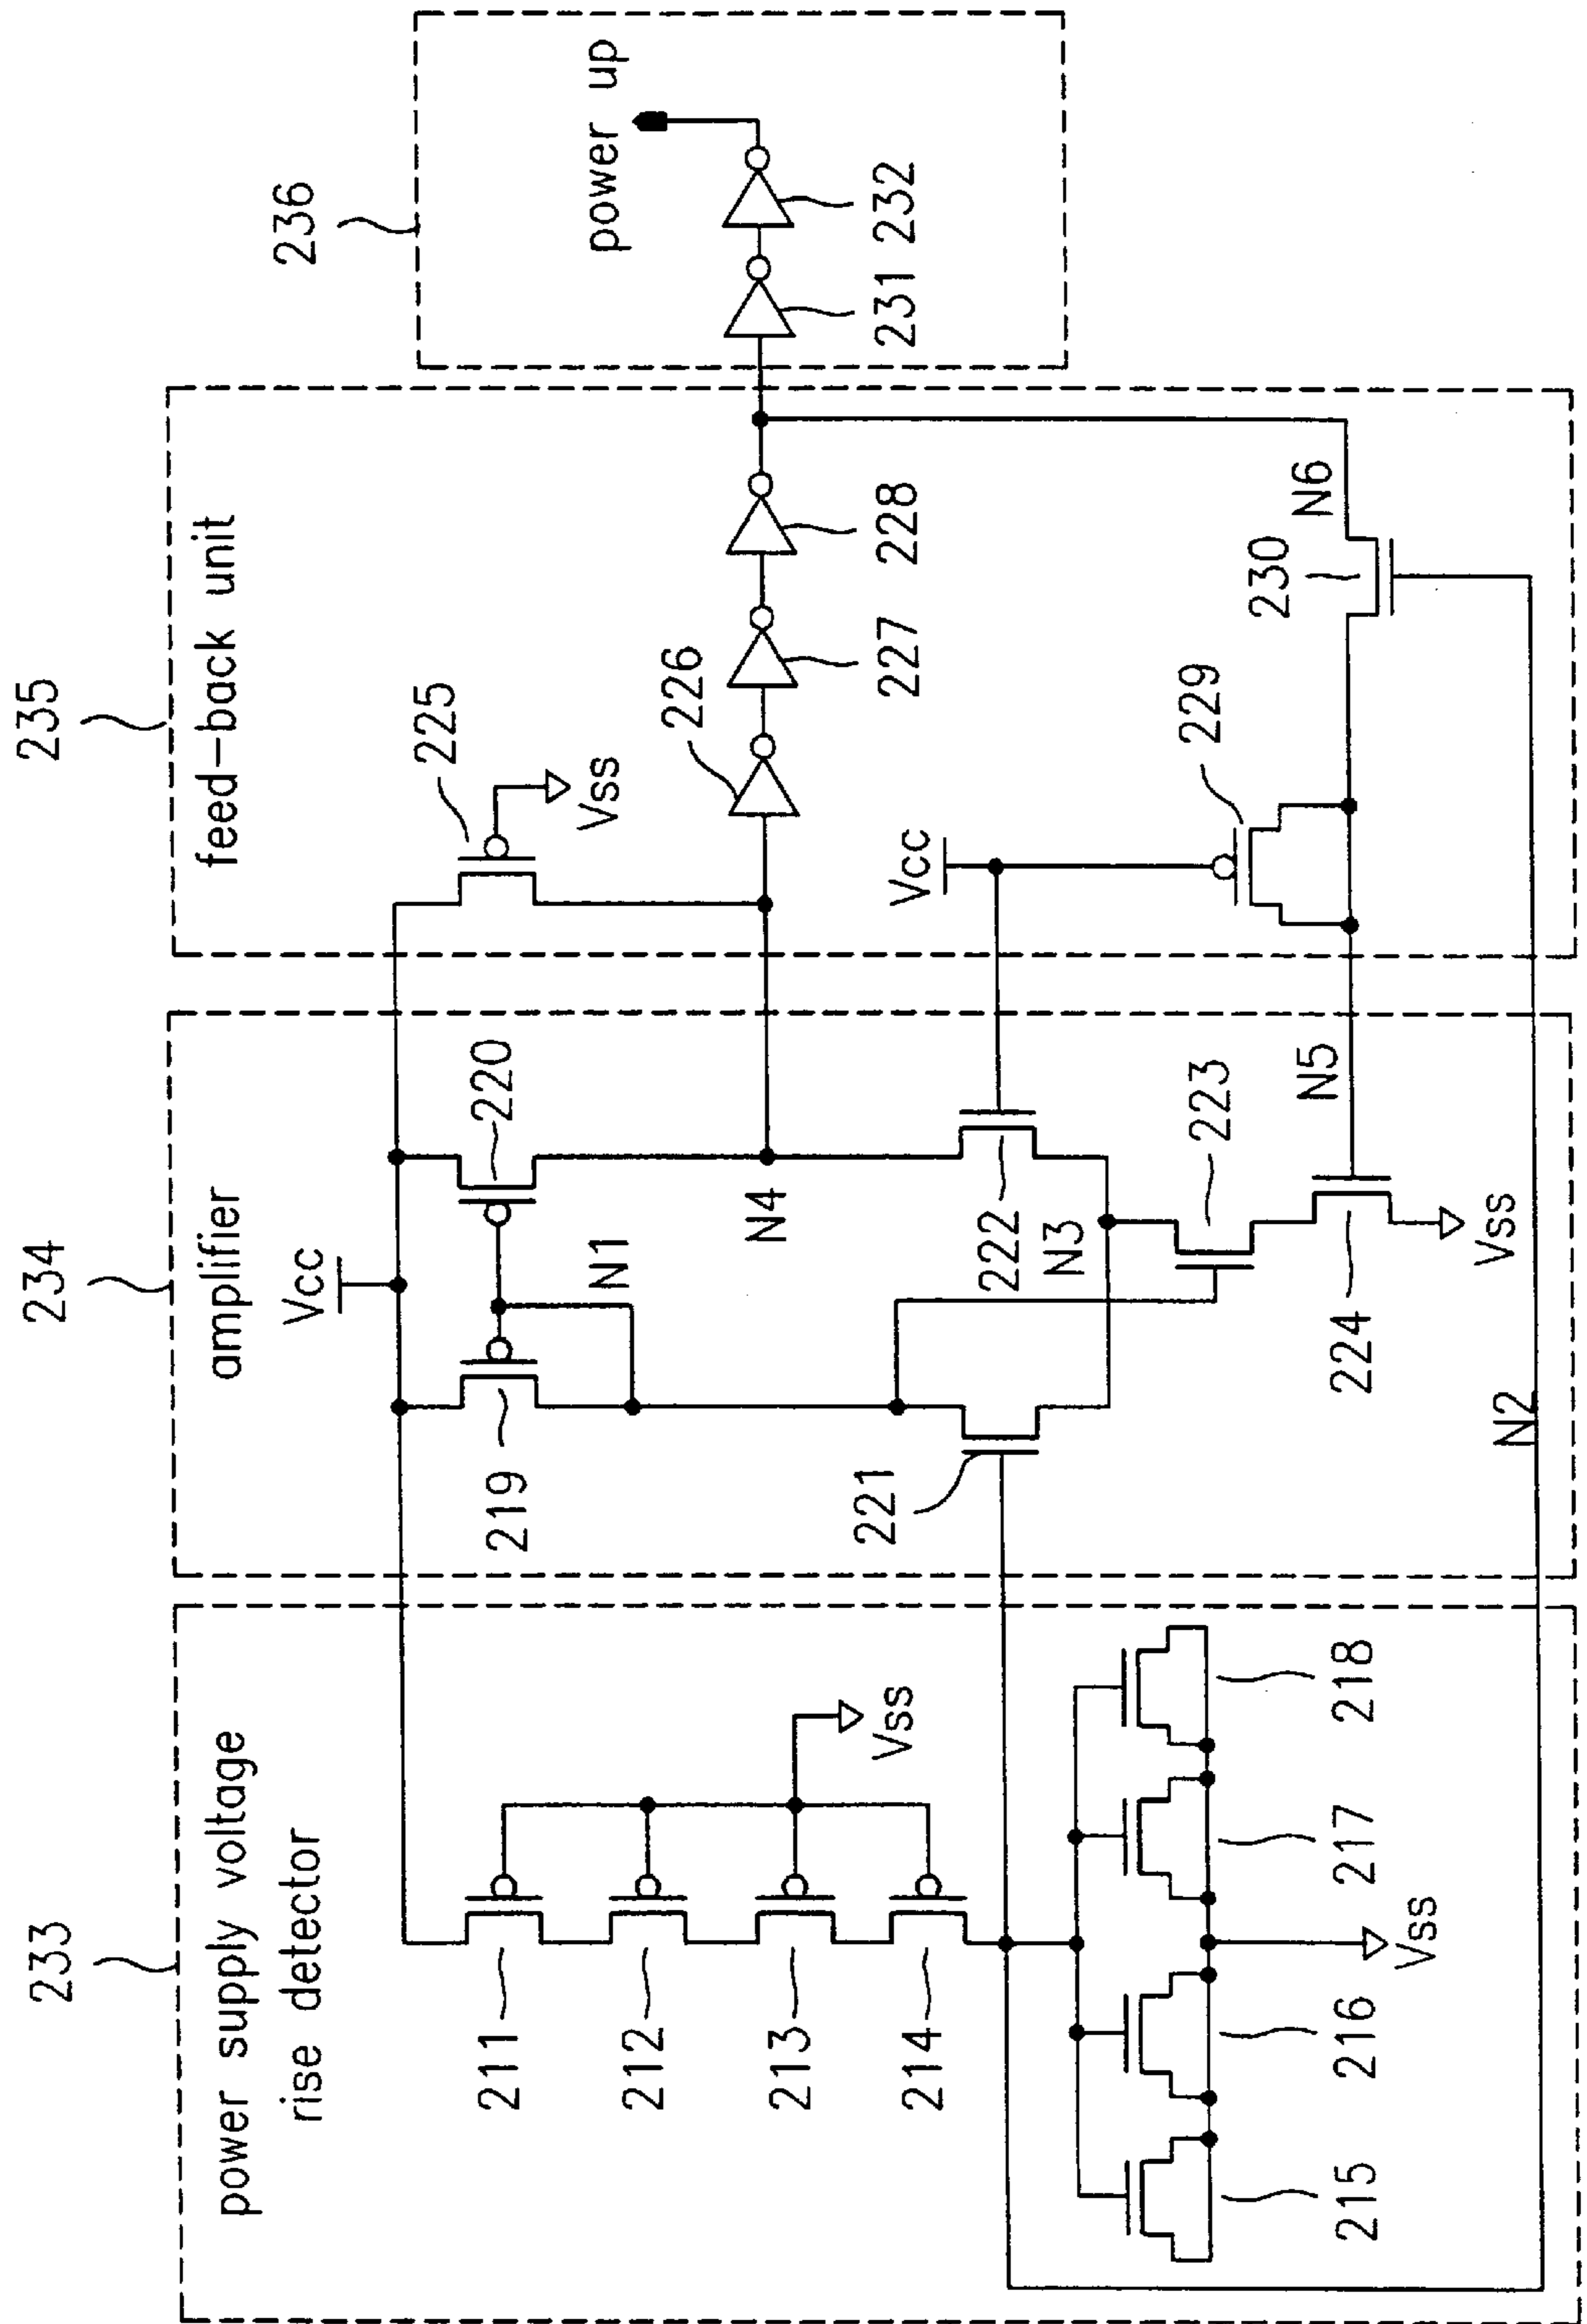 233
power supply voltage
rise detector
211
212
213
214
Vss
215
216
217
218
Vss
234
amplifier
Vcc
219
220
N1
N4
221
222
N3
223
224
N5
Vss
N2
235
feed-back unit
225
Vss
226
227
228
Vcc
229
230
N6
236
power up
231
232